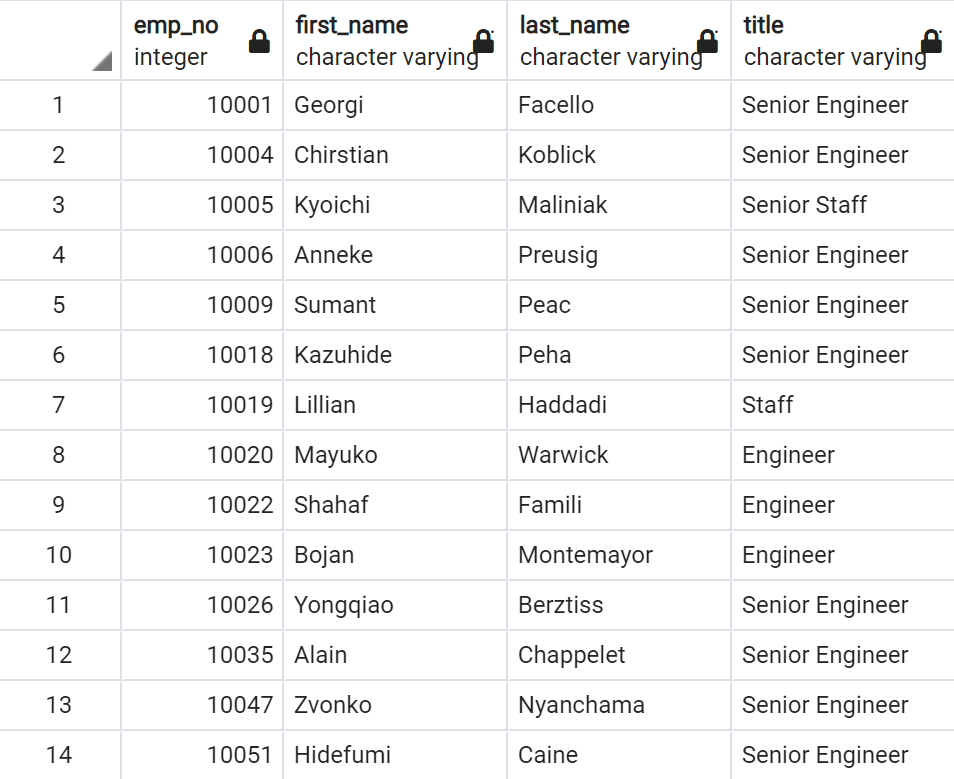 emp_no first_name last_name title
integer character varying character varying character varying
1 10001 Georgi Facello Senior Engineer
2 10004 Chirstian Koblick Senior Engineer
3 10005 Kyoichi Maliniak Senior Staff
4 10006 Anneke Preusig Senior Engineer
5 10009 Sumant Peac Senior Engineer
6 10018 Kazuhide Peha Senior Engineer
7 10019 Lillian Haddadi Staff
8 10020 Mayuko Warwick Engineer
9 10022 Shahaf Famili Engineer
10 10023 Bojan Montemayor Engineer
11 10026 Yongqiao Berztiss Senior Engineer
12 10035 Alain Chappelet Senior Engineer
13 10047 Zvonko Nyanchama Senior Engineer
14 10051 Hidefumi Caine Senior Engineer